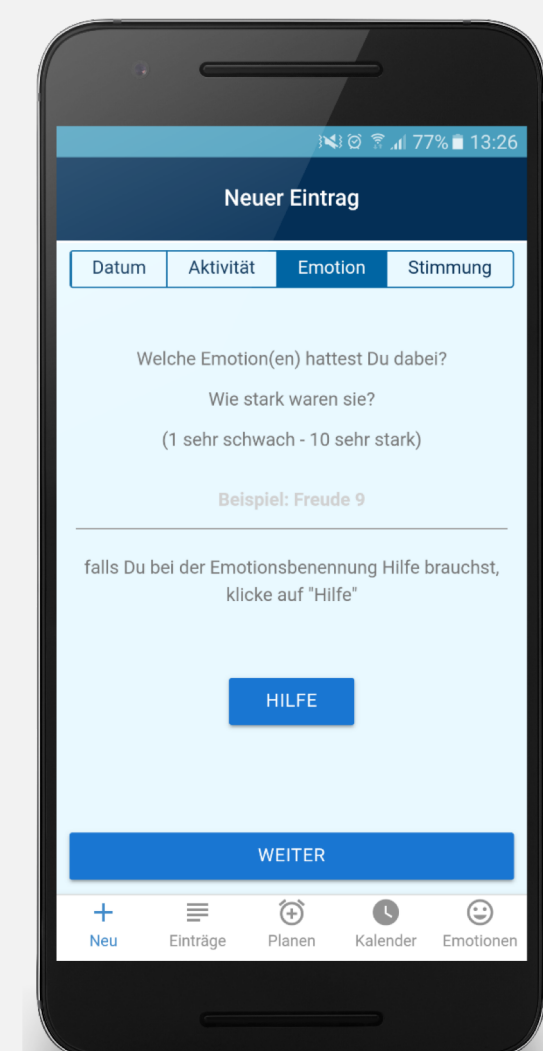 77% 13:26
Neuer Eintrag
Datum Aktivität Emotion Stimmung
Welche Emotion(en) hattest Du dabei?
Wie stark waren sie?
(1 sehr schwach - 10 sehr stark)
Beispiel: Freude 9
falls Du bei der Emotionsbenennung Hilfe brauchst,
klicke auf "Hilfe"
HILFE
WEITER
Neu Einträge Planen Kalender Emotionen